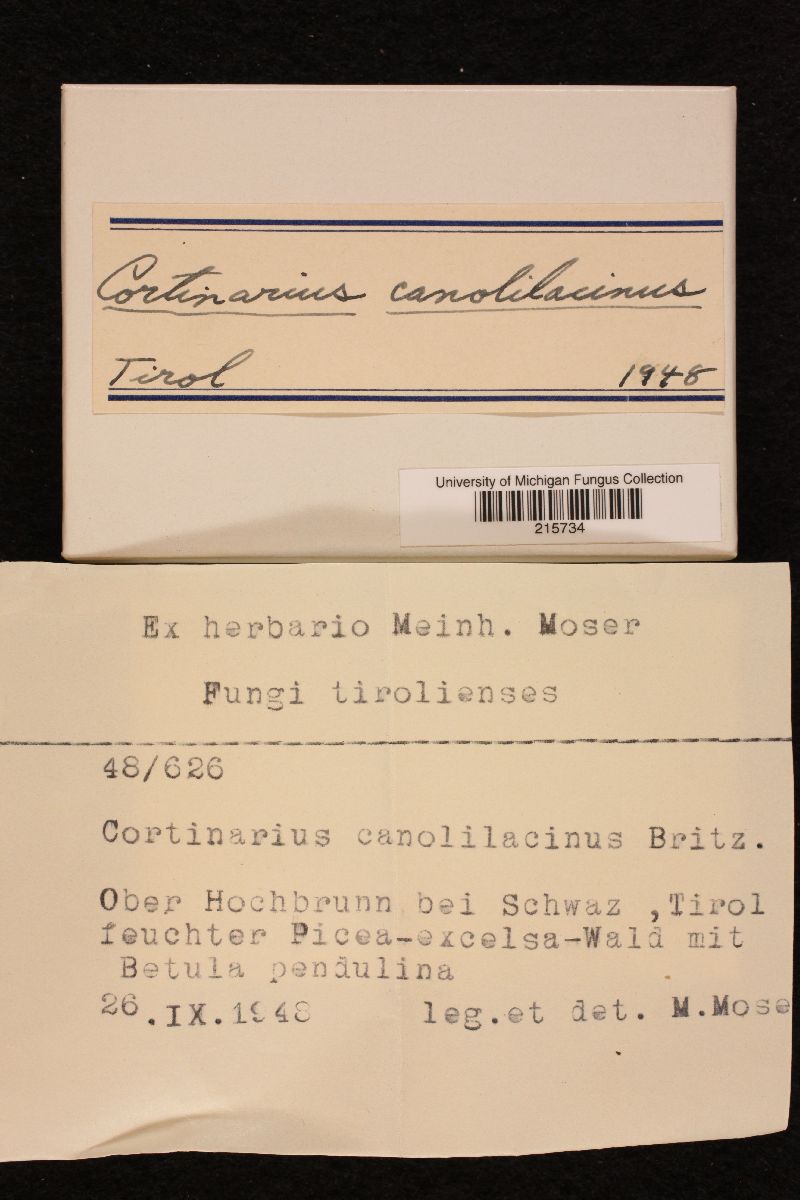 Cortinarius canolilacinus
Tirol 1948
University of Michigan Fungus Collection
215734
Ex herbario Meinh. Moser
Fungi tirolienses
48/626
Cortinarius canolilacinus Britz.
Ober Hochbrunn bei Schwaz ,Tirol
feuchter Picea-excelsa-Wald mit
Betula pendulina
26.IX.1948 leg.et det. M.Mose